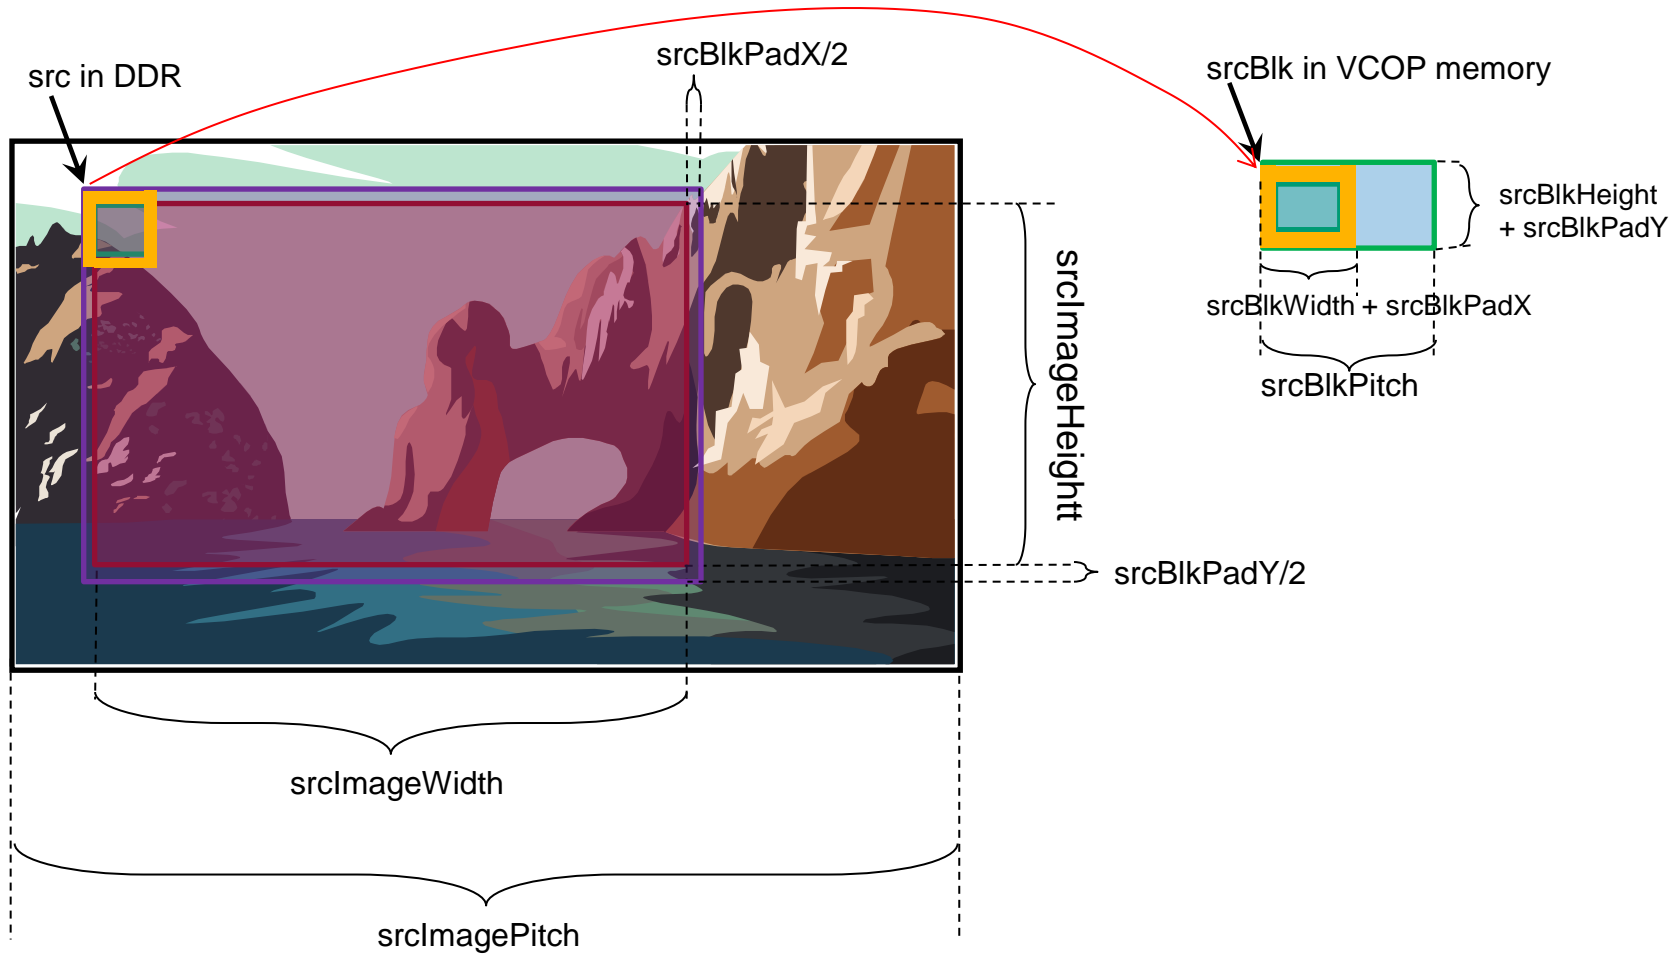 srcBlkPadX/2
src in DDR
srcBlk in VCOP memory
srcBlkHeight
+ srcBlkPadY
srcBlkWidth + srcBlkPadX
srcBlkPitch
srcImageHeightt
srcBlkPadY/2
srcImageWidth
srcImagePitch